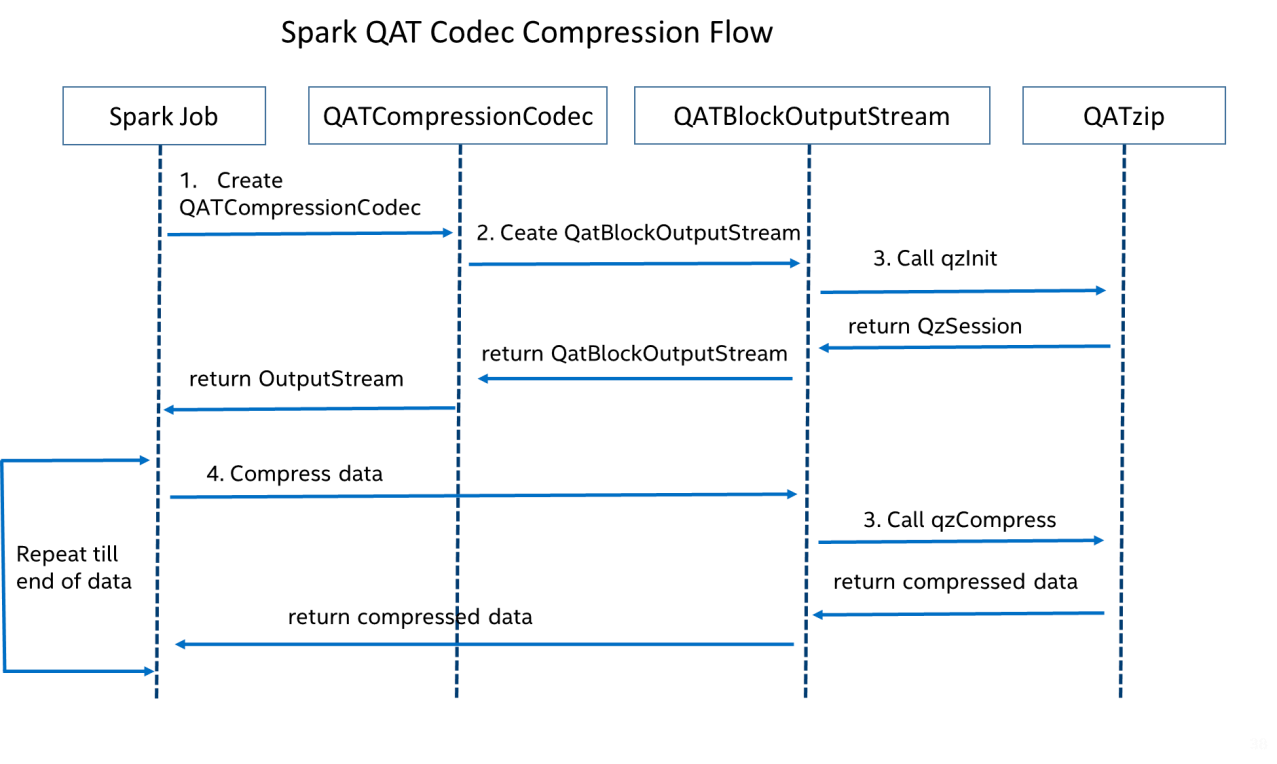 Spark QAT Codec Compression Flow
Spark Job
QATCompressionCodec
QATBlockOutputStream
QATzip
1. Create
QATCompressionCodec
2. Ceate QatBlockOutputStream
3. Call qzInit
return QzSession
return QatBlockOutputStream
return OutputStream
4. Compress data
3. Call qzCompress
Repeat till
end of data
return compressed data
return compressed data